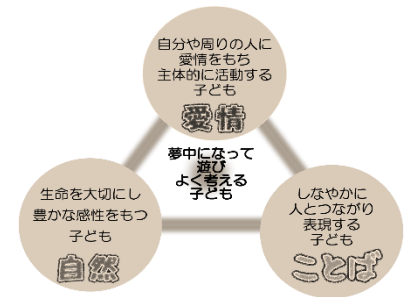 自分や周りの人に
愛情をもち
主体的に活動する
子ども
愛情
夢中になって
遊び
よく考える
子ども
生命を大切にし
豊かな感性をもつ
子ども
自然
しなやかに
人とつながり
表現する
子ども
ことば